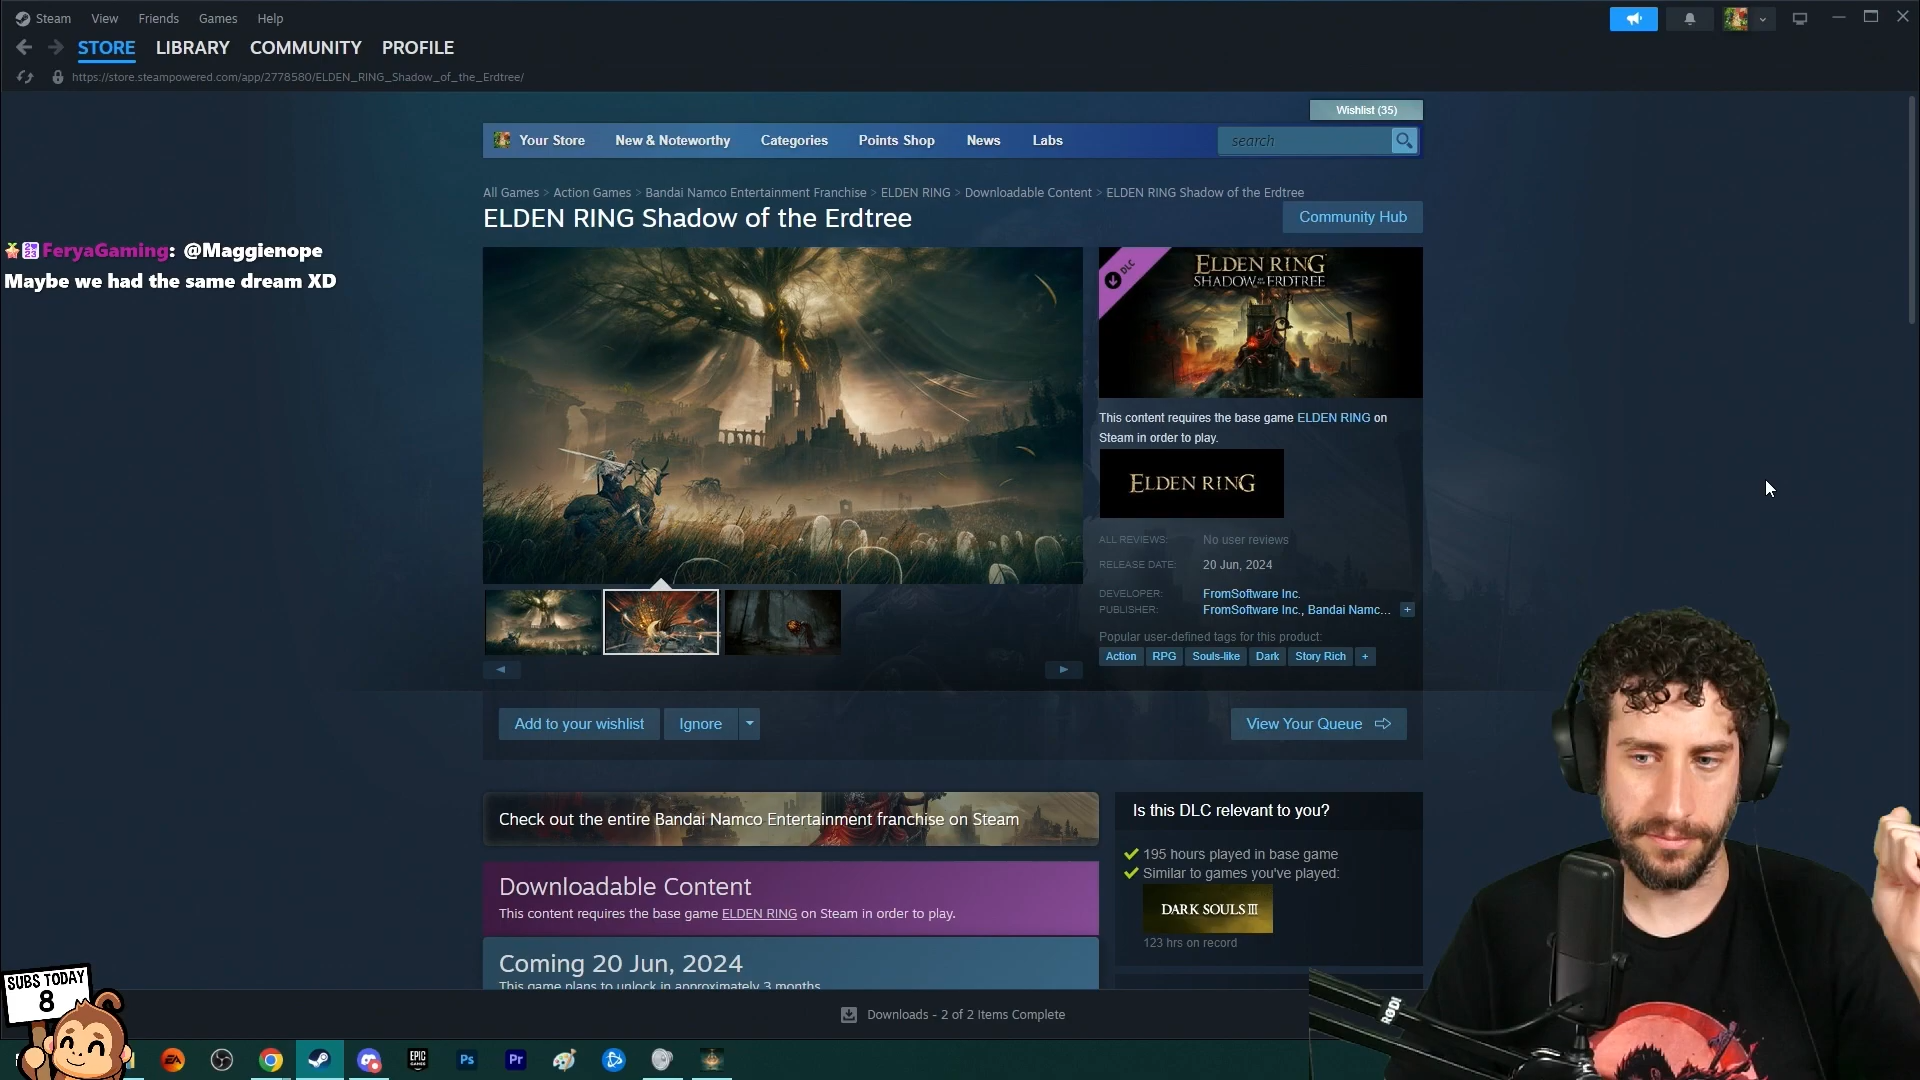 Steam View Friends Games Help
STORE LIBRARY COMMUNITY PROFILE
https://store.steampowered.com/app/2778580/ELDEN_RING_Shadow_of_the_Erdtree/
Wishlist (35)
Your Store New & Noteworthy Categories Points Shop News Labs search
All Games > Action Games > Bandai Namco Entertainment Franchise > ELDEN RING > Downloadable Content > ELDEN RING Shadow of the Erdtree
ELDEN RING Shadow of the Erdtree
Community Hub
FeryaGaming: @Maggienope
Maybe we had the same dream XD
DLC
ELDEN RING
SHADOW OF THE ERDTREE
This content requires the base game ELDEN RING on
Steam in order to play.
ELDEN RING
ALL REVIEWS: No user reviews
RELEASE DATE: 20 Jun, 2024
DEVELOPER: FromSoftware Inc.
PUBLISHER: FromSoftware Inc., Bandai Namc... +
Popular user-defined tags for this product:
Action RPG Souls-like Dark Story Rich +
Add to your wishlist Ignore View Your Queue
Check out the entire Bandai Namco Entertainment franchise on Steam
Is this DLC relevant to you?
195 hours played in base game
Similar to games you've played:
DARK SOULS III
123 hrs on record
Downloadable Content
This content requires the base game ELDEN RING on Steam in order to play.
Coming 20 Jun, 2024
This game plans to unlock in approximately 3 months
SUBS TODAY
8
Downloads - 2 of 2 Items Complete
RØDE
EA
EPIC
GAMES
Ps
Pr